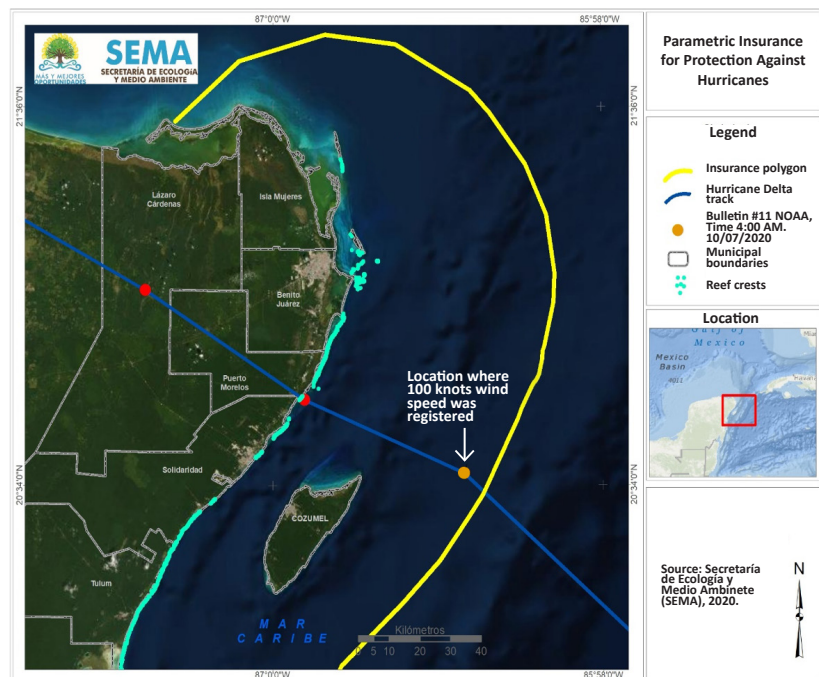 87°0'0"W
85°58'0"W
SEMA
SECRETARÍA DE ECOLOGÍA
Y MEDIO AMBIENTE
MÁS Y MEJORES
OPORTUNIDADES
21°36'0"N
21°36'0"N
Lázaro
Cárdenas
Isla Mujeres
Benito
Juárez
Puerto
Morelos
Location where
100 knots wind
speed was
registered
Solidaridad
20°34'0"N
20°34'0"N
COZUMEL
Tulum
MAR
CARIBE
Kilómetros
0 5 10 20 30 40
87°0'0"W
85°58'0"W
Parametric Insurance
for Protection Against
Hurricanes
Legend
Insurance polygon
Hurricane Delta
track
Bulletin #11 NOAA,
Time 4:00 AM.
10/07/2020
Municipal
boundaries
Reef crests
Location
Gulf of
Mexico
Mexico
Basin
4011
Havana
Source: Secretaría
de Ecología y
Medio Ambinete
(SEMA), 2020.
N